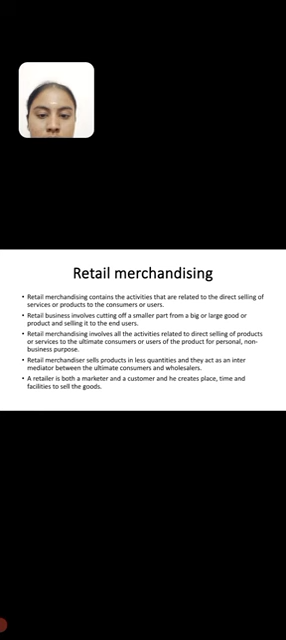 Retail merchandising
• Retail merchandising contains the activities that are related to the direct selling of
services or products to the consumers or users.
• Retail business involves cutting off a smaller part from a big or large good or
product and selling it to the end users.
• Retail merchandising involves all the activities related to direct selling of products
or services to the ultimate consumers or users of the product for personal, non-
business purpose.
• Retail merchandiser sells products in less quantities and they act as an inter
mediator between the ultimate consumers and wholesalers.
• A retailer is both a marketer and a customer and he creates place, time and
facilities to sell the goods.